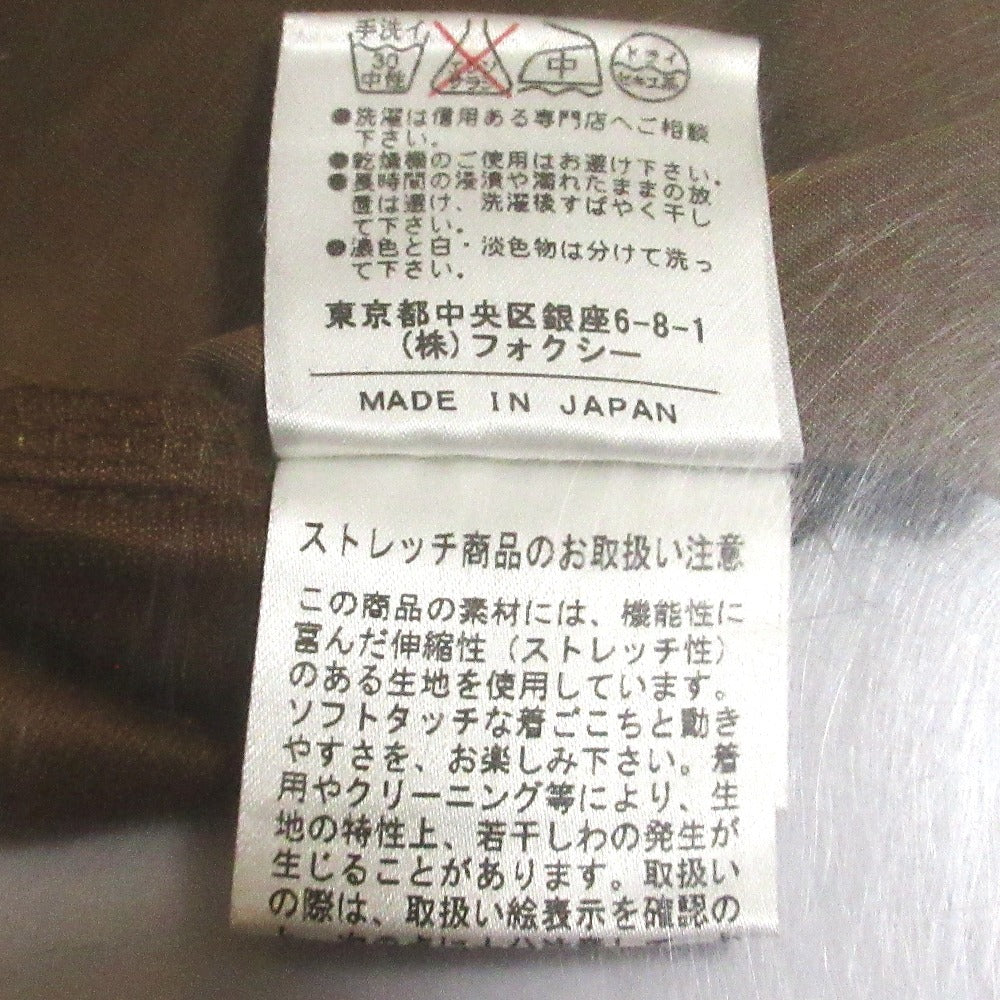 手洗イ
30
中性
エンソ
サラシ
中
ドライ
セキユ系
●洗濯は信用ある専門店へご相談
下さい。
●乾燥機のご使用はお避け下さい。
●長時間の浸漬や濡れたままの放
置は避け、洗濯後すばやく干し
て下さい。
●濃色と白・淡色物は分けて洗っ
て下さい。
東京都中央区銀座6-8-1
(株)フォクシー
MADE IN JAPAN
ストレッチ商品のお取扱い注意
この商品の素材には、機能性に
富んだ伸縮性(ストレッチ性)
のある生地を使用しています。
ソフトタッチな着ごこちと動き
やすさを、お楽しみ下さい。着
用やクリーニング等により、生
地の特性上、若干しわの発生が
生じることがあります。取扱い
の際は、取扱い絵表示を確認の